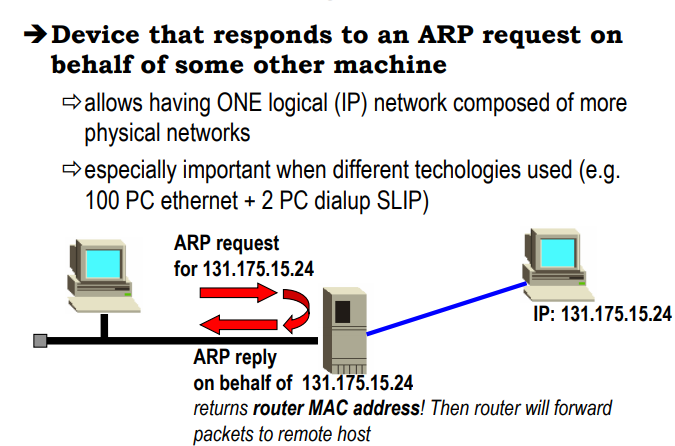 ➔Device that responds to an ARP request on
behalf of some other machine
⇨allows having ONE logical (IP) network composed of more
physical networks
⇨especially important when different techologies used (e.g.
100 PC ethernet + 2 PC dialup SLIP)
ARP request
for 131.175.15.24
IP: 131.175.15.24
ARP reply
on behalf of 131.175.15.24
returns router MAC address! Then router will forward
packets to remote host